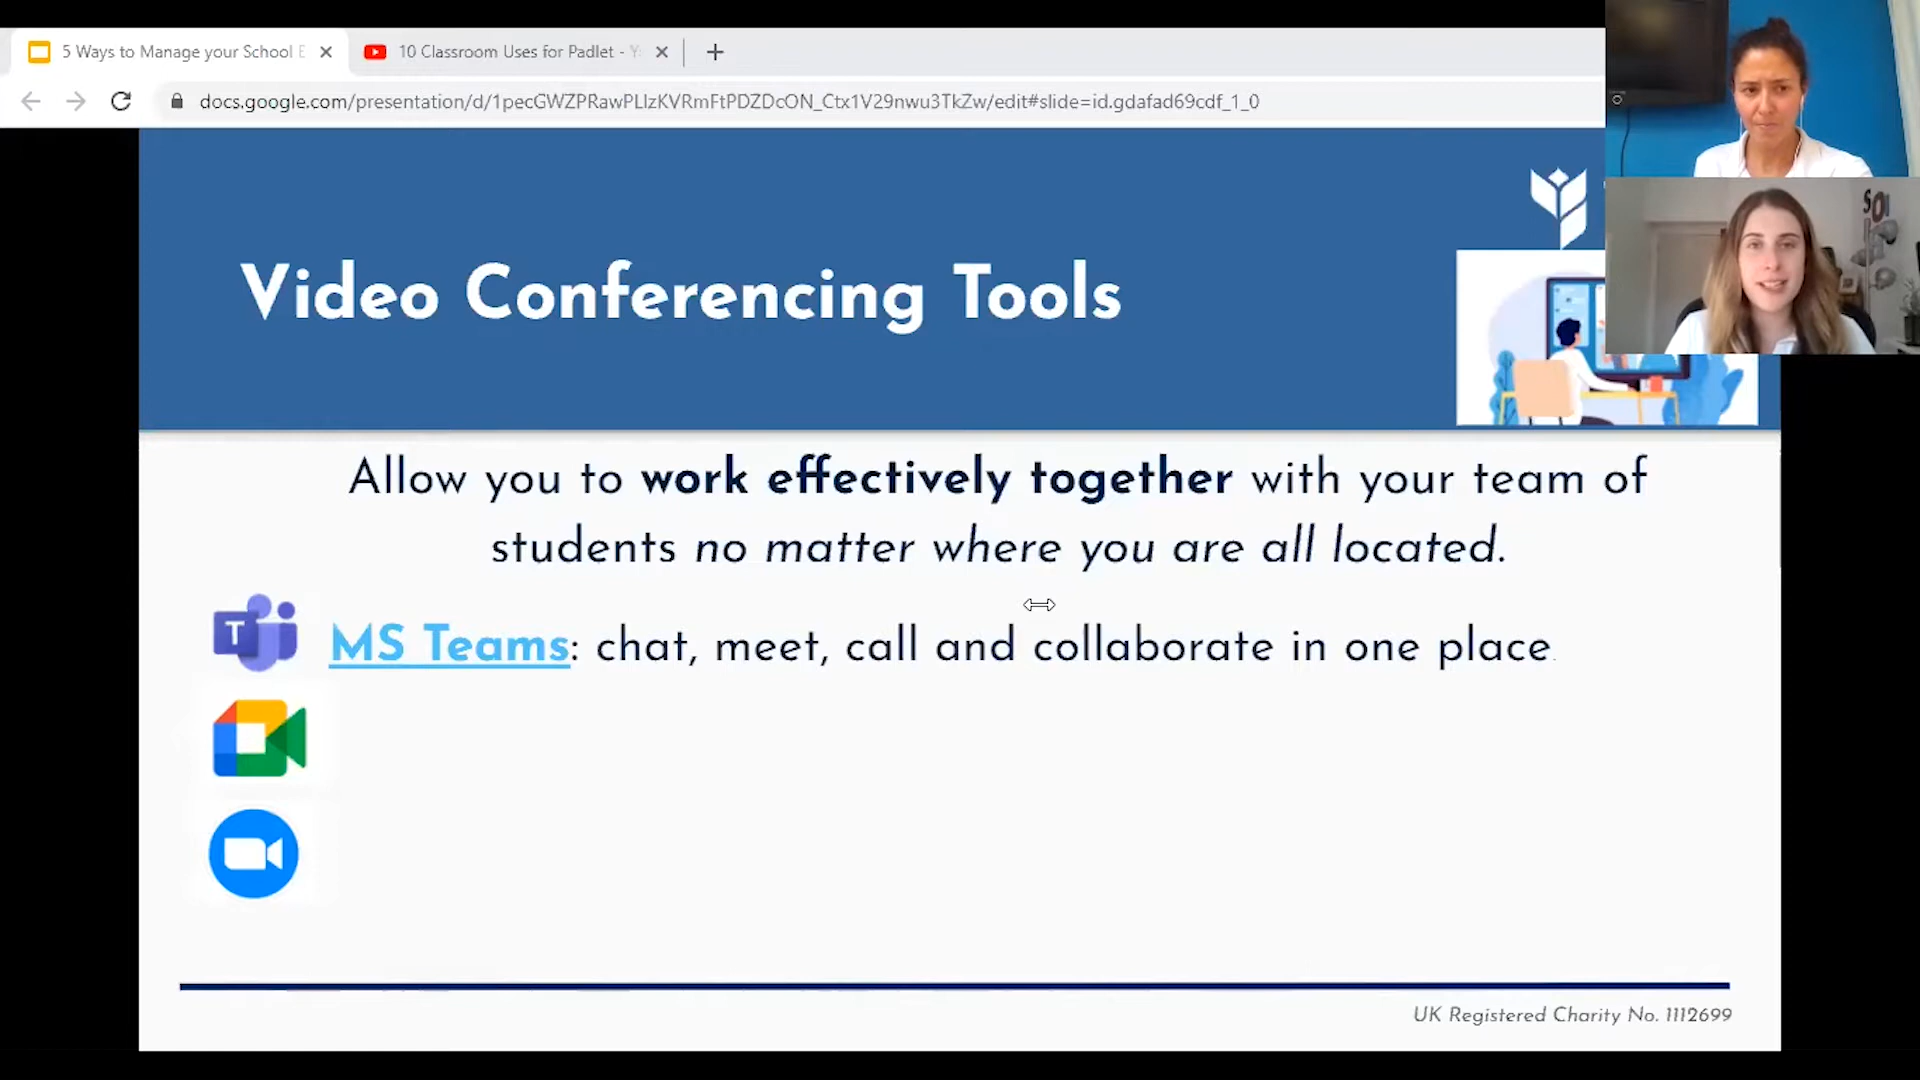 5 Ways to Manage your School E
10 Classroom Uses for Padlet - Y
docs.google.com/presentation/d/1pecGWZPRawPLlzKVRmFtPDZDcON_Ctx1V29nwu3TkZw/edit#slide=id.gdafad69cdf_1_0
Video Conferencing Tools
Allow you to work effectively together with your team of
students no matter where you are all located.
T
MS Teams: chat, meet, call and collaborate in one place.
UK Registered Charity No. 1112699